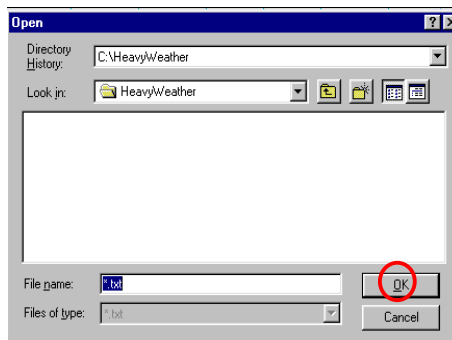 Open
Directory
History:
C:\HeavyWeather
Look in:
HeavyWeather
File name:
*.txt
OK
Files of type:
*.txt
Cancel